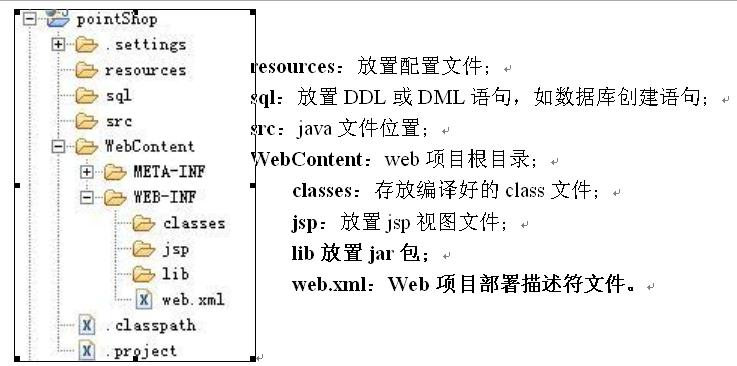 pointShop
.settings
resources
sql
src
WebContent
META-INF
WEB-INF
classes
jsp
lib
web.xml
.classpath
.project
resources：放置配置文件；
sql：放置 DDL 或 DML 语句，如数据库创建语句；
src：java 文件位置；
WebContent：web 项目根目录；
classes：存放编译好的 class 文件；
jsp：放置 jsp 视图文件；
lib 放置 jar 包；
web.xml：Web 项目部署描述符文件。